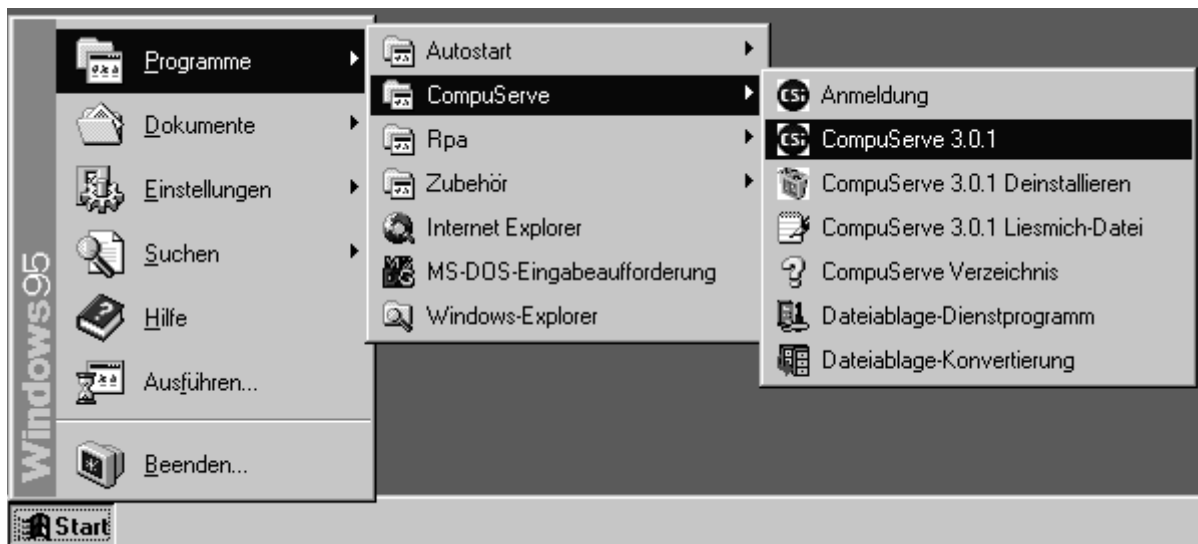 Programme
Dokumente
Einstellungen
Suchen
Hilfe
Ausführen...
Beenden...
Windows95
Start
Autostart
CompuServe
Rpa
Zubehör
Internet Explorer
MS-DOS-Eingabeaufforderung
Windows-Explorer
Anmeldung
CompuServe 3.0.1
CompuServe 3.0.1 Deinstallieren
CompuServe 3.0.1 Liesmich-Datei
CompuServe Verzeichnis
Dateiablage-Dienstprogramm
Dateiablage-Konvertierung